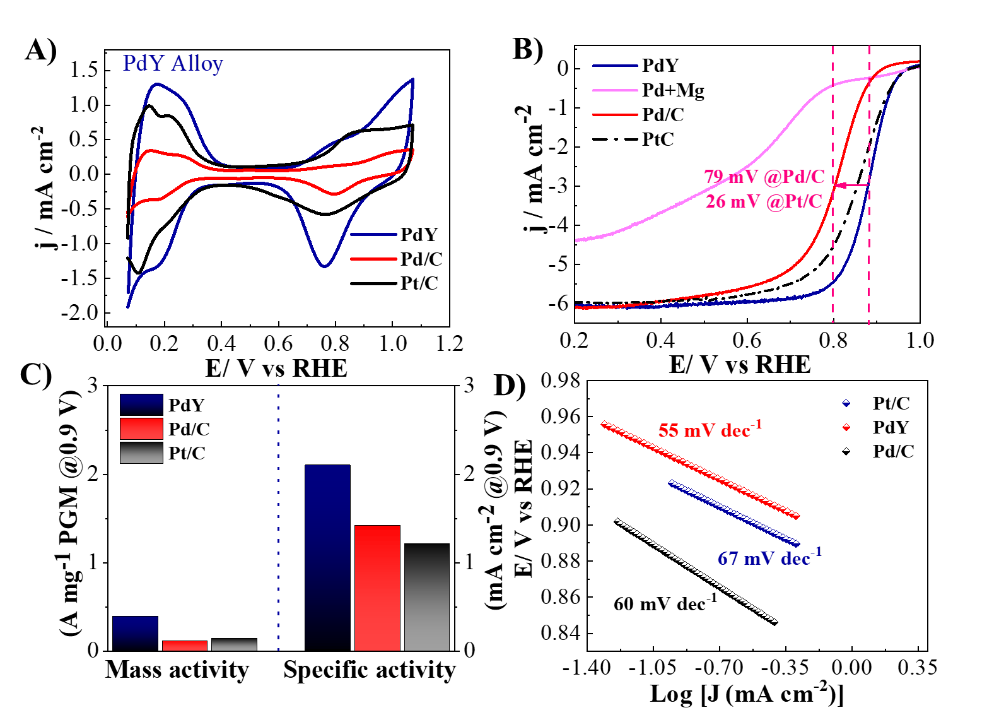 A)
PdY Alloy
1.5
1.0
0.5
0.0
-0.5
-1.0
-1.5
-2.0
j / mA cm-2
PdY
Pd/C
Pt/C
0.0 0.2 0.4 0.6 0.8 1.0 1.2
E/ V vs RHE
B)
0
-1
-2
-3
-4
-5
-6
j / mA cm-2
PdY
Pd+Mg
Pd/C
PtC
79 mV @Pd/C
26 mV @Pt/C
0.2 0.4 0.6 0.8 1.0
E/ V vs RHE
C)
3
2
1
0
(A mg-1 PGM @0.9 V)
PdY
Pd/C
Pt/C
3
2
1
0
(mA cm-2 @0.9 V)
Mass activity Specific activity
D)
0.98
0.96
0.94
0.92
0.90
0.88
0.86
0.84
E/ V vs RHE
Pt/C
PdY
Pd/C
55 mV dec-1
67 mV dec-1
60 mV dec-1
-1.40 -1.05 -0.70 -0.35 0.00 0.35
Log [J (mA cm-2)]